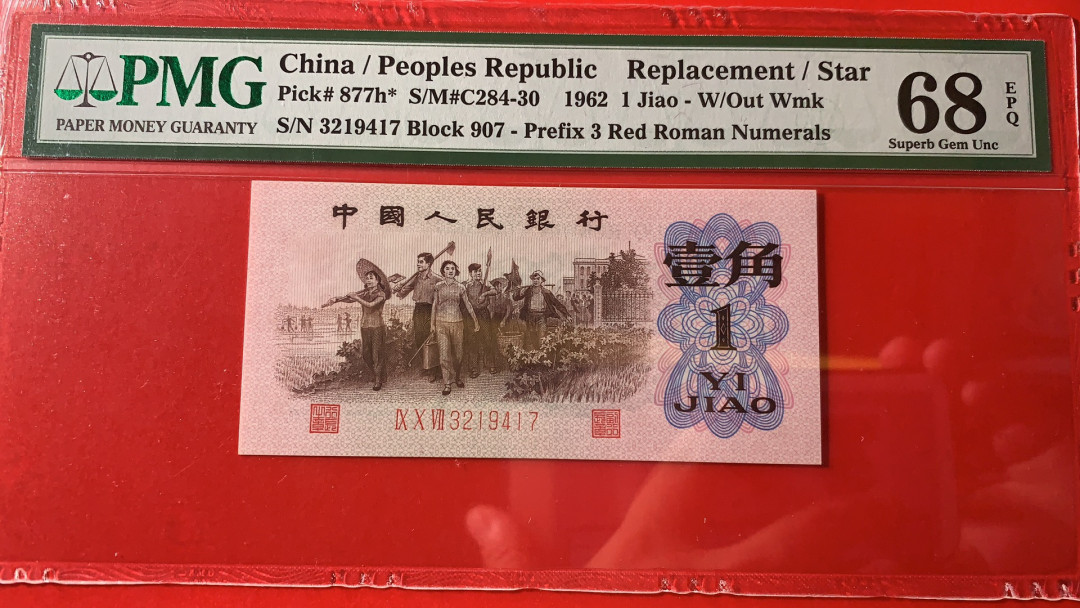 PMG
PAPER MONEY GUARANTY
China / Peoples Republic Replacement / Star
Pick# 877h* S/M#C284-30 1962 1 Jiao - W/Out Wmk
S/N 3219417 Block 907 - Prefix 3 Red Roman Numerals
68
EPQ
Superb Gem Unc
中國人民銀行
壹角
1
YI
JIAO
IX X VII 3219417